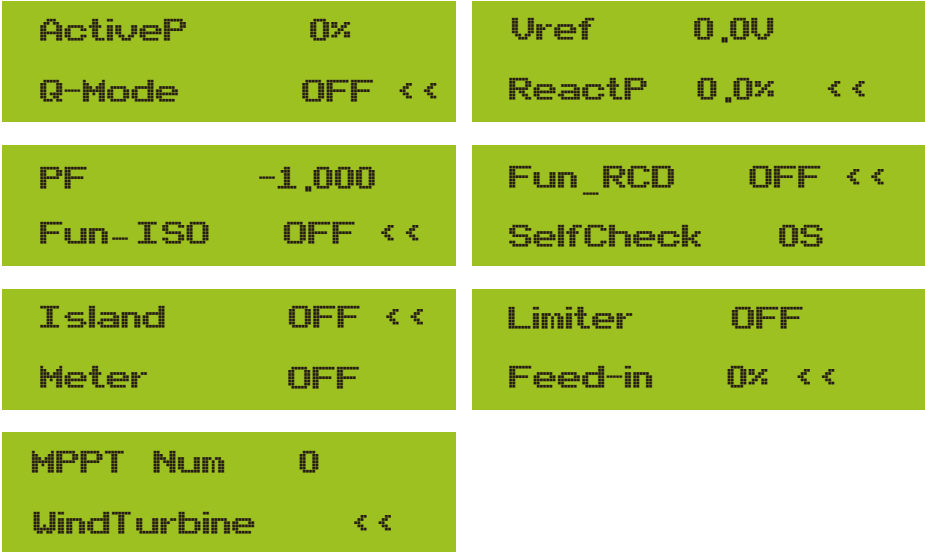 ActiveP 0%
Q-Mode OFF <<
Vref 0.0V
ReactP 0.0% <<
PF -1.000
Fun-ISO OFF <<
Fun_RCD OFF <<
SelfCheck 0S
Island OFF <<
Meter OFF
Limiter OFF
Feed-in 0% <<
MPPT Num 0
WindTurbine <<